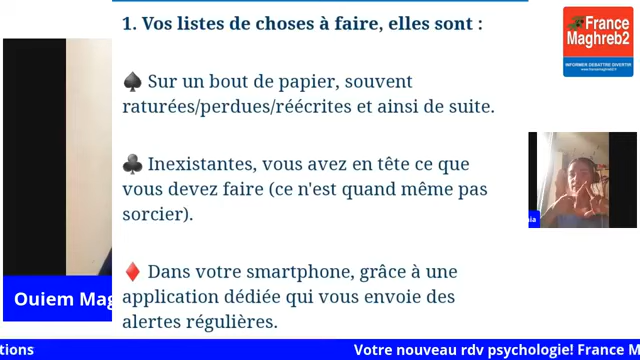 1. Vos listes de choses à faire, elles sont :
France
Maghreb2
INFORMER DEBATTRE DIVERTIR
www.francemaghreb2.fr
♠ Sur un bout de papier, souvent
raturées/perdues/réécrites et ainsi de suite.
♣ Inexistantes, vous avez en tête ce que
vous devez faire (ce n'est quand même pas
sorcier).
♦ Dans votre smartphone, grâce à une
application dédiée qui vous envoie des
alertes régulières.
Ouiem Mag
tions
Votre nouveau rdv psychologie! France M